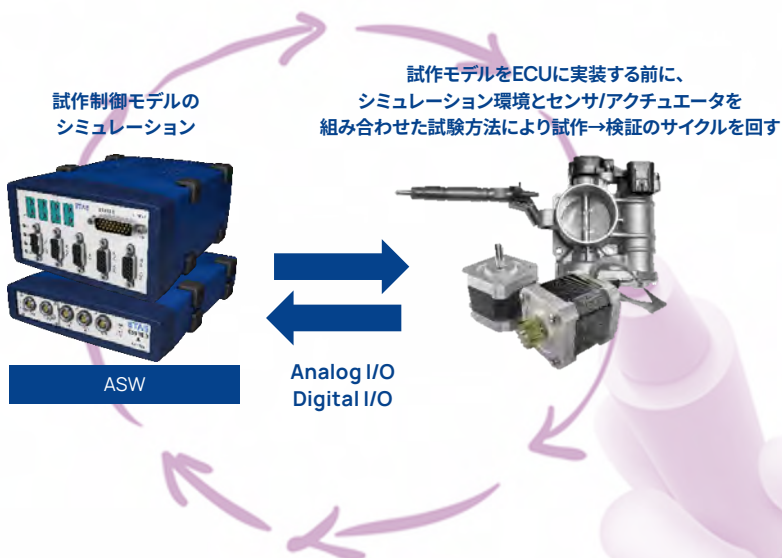 試作制御モデルの
シミュレーション
試作モデルをECUに実装する前に、
シミュレーション環境とセンサ/アクチュエータを
組み合わせた試験方法により試作→検証のサイクルを回す
ETAS
ASW
Analog I/O
Digital I/O